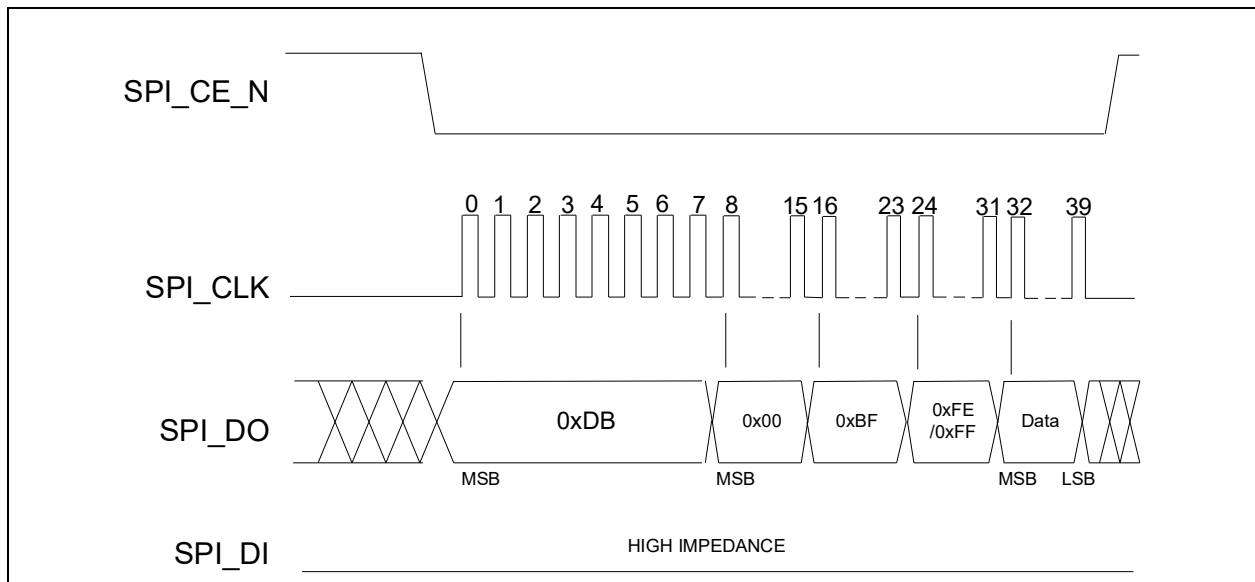 SPI_CE_N
0 1 2 3 4 5 6 7 8 15 16 23 24 31 32 39
SPI_CLK
SPI_DO
0xDB 0x00 0xBF 0xFE Data
/0xFF
MSB MSB MSB LSB
HIGH IMPEDANCE
SPI_DI